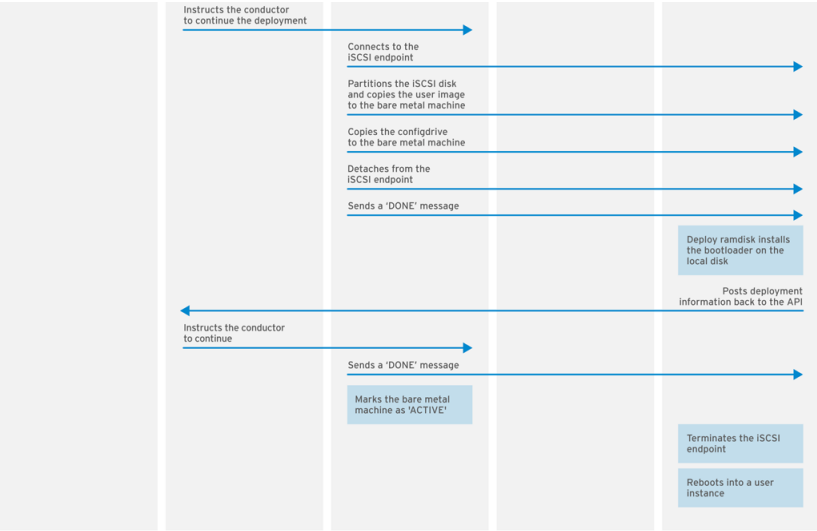 Instructs the conductor
to continue the deployment
Connects to the
iSCSI endpoint
Partitions the iSCSI disk
and copies the user image
to the bare metal machine
Copies the configdrive
to the bare metal machine
Detaches from the
iSCSI endpoint
Sends a ‘DONE’ message
Deploy ramdisk installs
the bootloader on the
local disk
Posts deployment
information back to the API
Instructs the conductor
to continue
Sends a ‘DONE’ message
Marks the bare metal
machine as 'ACTIVE'
Terminates the iSCSI
endpoint
Reboots into a user
instance